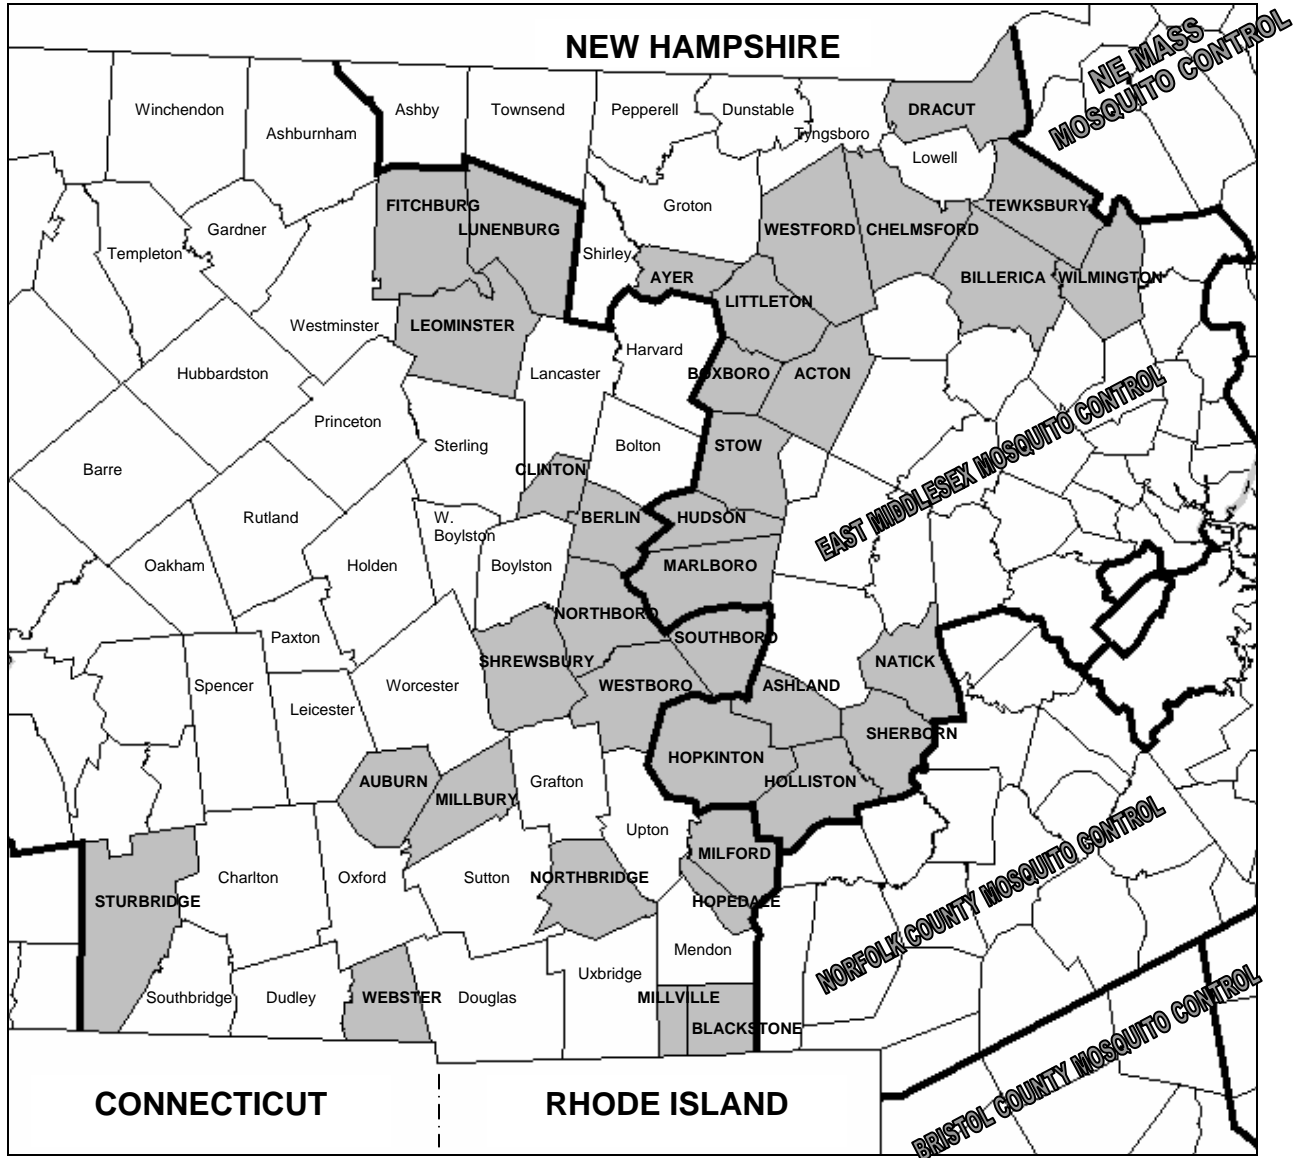 NEW HAMPSHIRE
NE MASS
MOSQUITO CONTROL
Winchendon
Ashburnham
Ashby
Townsend
Pepperell
Dunstable
Tyngsboro
DRACUT
Lowell
FITCHBURG
LUNENBURG
Groton
WESTFORD
CHELMSFORD
TEWKSBURY
Gardner
Templeton
Shirley
AYER
LITTLETON
BILLERICA
WILMINGTON
Westminster
LEOMINSTER
Harvard
Hubbardston
Lancaster
BOXBORO
ACTON
Princeton
Sterling
Bolton
STOW
EAST MIDDLESEX MOSQUITO CONTROL
Barre
CLINTON
Rutland
W.
Boylston
BERLIN
HUDSON
Oakham
Holden
Boylston
MARLBORO
NORTHBORO
Paxton
SOUTHBORO
SHREWSBURY
NATICK
Spencer
Worcester
WESTBORO
ASHLAND
Leicester
SHERBORN
HOPKINTON
AUBURN
MILLBURY
Grafton
HOLLISTON
Upton
MILFORD
NORFOLK COUNTY MOSQUITO CONTROL
Charlton
Oxford
Sutton
NORTHBRIDGE
STURBRIDGE
HOPEDALE
Mendon
Uxbridge
Southbridge
Dudley
WEBSTER
Douglas
MILLVILLE
BLACKSTONE
BRISTOL COUNTY MOSQUITO CONTROL
CONNECTICUT
RHODE ISLAND